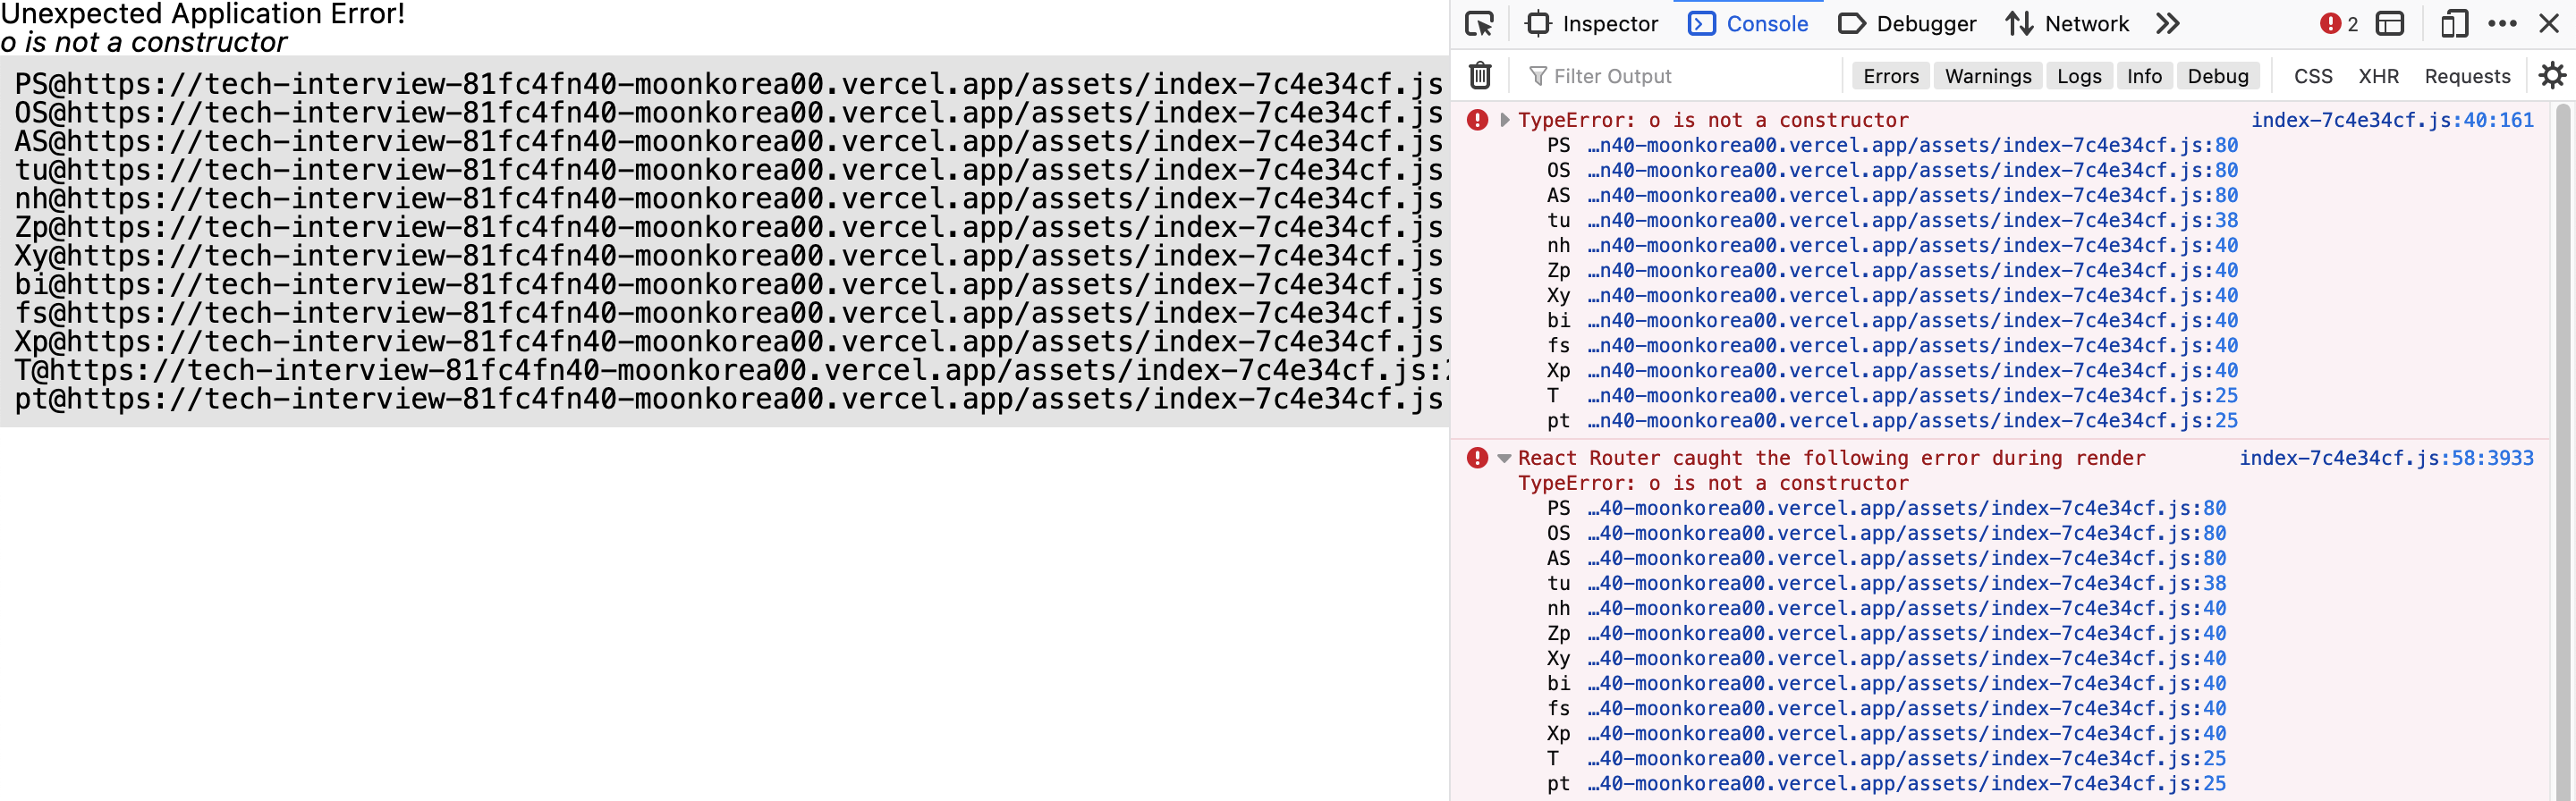 Unexpected Application Error!
o is not a constructor
PS@https://tech-interview-81fc4fn40-moonkorea00.vercel.app/assets/index-7c4e34cf.js
OS@https://tech-interview-81fc4fn40-moonkorea00.vercel.app/assets/index-7c4e34cf.js
AS@https://tech-interview-81fc4fn40-moonkorea00.vercel.app/assets/index-7c4e34cf.js
tu@https://tech-interview-81fc4fn40-moonkorea00.vercel.app/assets/index-7c4e34cf.js
nh@https://tech-interview-81fc4fn40-moonkorea00.vercel.app/assets/index-7c4e34cf.js
Zp@https://tech-interview-81fc4fn40-moonkorea00.vercel.app/assets/index-7c4e34cf.js
Xy@https://tech-interview-81fc4fn40-moonkorea00.vercel.app/assets/index-7c4e34cf.js
bi@https://tech-interview-81fc4fn40-moonkorea00.vercel.app/assets/index-7c4e34cf.js
fs@https://tech-interview-81fc4fn40-moonkorea00.vercel.app/assets/index-7c4e34cf.js
Xp@https://tech-interview-81fc4fn40-moonkorea00.vercel.app/assets/index-7c4e34cf.js
T@https://tech-interview-81fc4fn40-moonkorea00.vercel.app/assets/index-7c4e34cf.js:
pt@https://tech-interview-81fc4fn40-moonkorea00.vercel.app/assets/index-7c4e34cf.js
Inspector Console Debugger Network 2
Filter Output Errors Warnings Logs Info Debug CSS XHR Requests
TypeError: o is not a constructor index-7c4e34cf.js:40:161
PS …n40-moonkorea00.vercel.app/assets/index-7c4e34cf.js:80
OS …n40-moonkorea00.vercel.app/assets/index-7c4e34cf.js:80
AS …n40-moonkorea00.vercel.app/assets/index-7c4e34cf.js:80
tu …n40-moonkorea00.vercel.app/assets/index-7c4e34cf.js:38
nh …n40-moonkorea00.vercel.app/assets/index-7c4e34cf.js:40
Zp …n40-moonkorea00.vercel.app/assets/index-7c4e34cf.js:40
Xy …n40-moonkorea00.vercel.app/assets/index-7c4e34cf.js:40
bi …n40-moonkorea00.vercel.app/assets/index-7c4e34cf.js:40
fs …n40-moonkorea00.vercel.app/assets/index-7c4e34cf.js:40
Xp …n40-moonkorea00.vercel.app/assets/index-7c4e34cf.js:40
T …n40-moonkorea00.vercel.app/assets/index-7c4e34cf.js:25
pt …n40-moonkorea00.vercel.app/assets/index-7c4e34cf.js:25
React Router caught the following error during render index-7c4e34cf.js:58:3933
TypeError: o is not a constructor
PS …40-moonkorea00.vercel.app/assets/index-7c4e34cf.js:80
OS …40-moonkorea00.vercel.app/assets/index-7c4e34cf.js:80
AS …40-moonkorea00.vercel.app/assets/index-7c4e34cf.js:80
tu …40-moonkorea00.vercel.app/assets/index-7c4e34cf.js:38
nh …40-moonkorea00.vercel.app/assets/index-7c4e34cf.js:40
Zp …40-moonkorea00.vercel.app/assets/index-7c4e34cf.js:40
Xy …40-moonkorea00.vercel.app/assets/index-7c4e34cf.js:40
bi …40-moonkorea00.vercel.app/assets/index-7c4e34cf.js:40
fs …40-moonkorea00.vercel.app/assets/index-7c4e34cf.js:40
Xp …40-moonkorea00.vercel.app/assets/index-7c4e34cf.js:40
T …40-moonkorea00.vercel.app/assets/index-7c4e34cf.js:25
pt …40-moonkorea00.vercel.app/assets/index-7c4e34cf.js:25